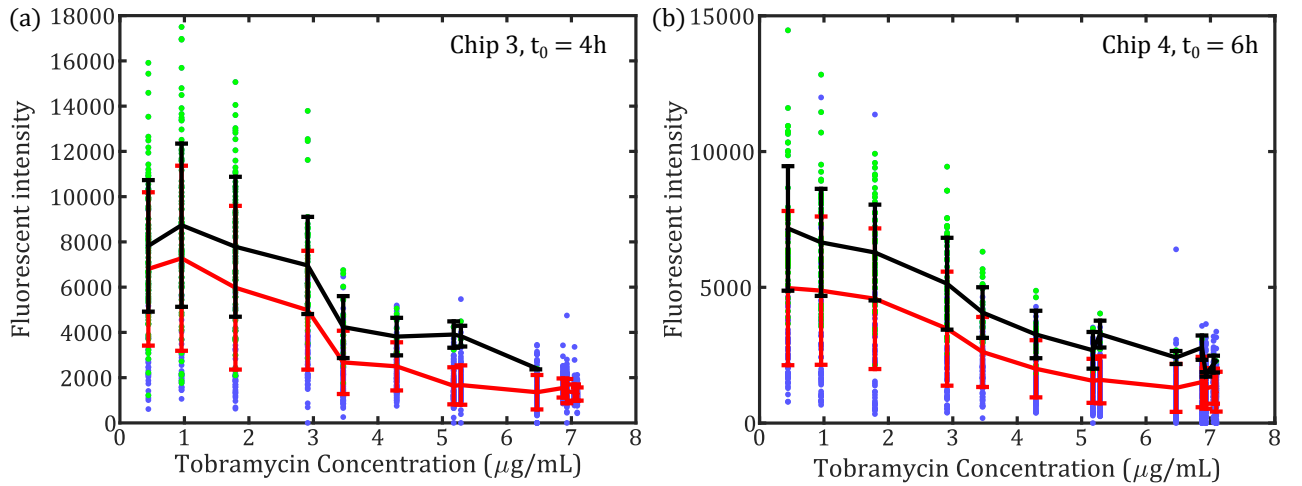 (a)
Chip 3, t0 = 4h
18000
16000
14000
12000
10000
8000
6000
4000
2000
0
Fluorescent intensity
0 1 2 3 4 5 6 7 8
Tobramycin Concentration (μg/mL)
(b)
Chip 4, t0 = 6h
15000
10000
5000
0
Fluorescent intensity
0 1 2 3 4 5 6 7 8
Tobramycin Concentration (μg/mL)